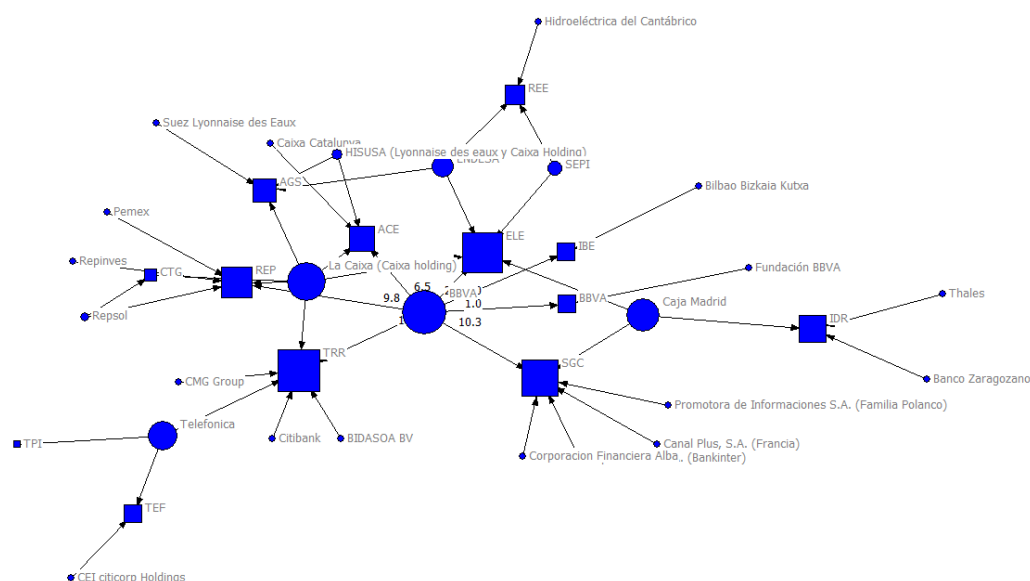 Hidroeléctrica del Cantábrico
REE
Suez Lyonnaise des Eaux
Caixa Catalunya
HISUSA (Lyonnaise des eaux y Caixa Holding)
ENDESA
SEPI
AGS
Bilbao Bizkaia Kutxa
Pemex
ACE
ELE
IBE
Repinves
CTG
REP
La Caixa (Caixa holding)
Fundación BBVA
6.5
BBVA
9.8
1.0
BBVA
Caja Madrid
Thales
Repsol
10.3
IDR
TRR
SGC
CMG Group
Banco Zaragozano
Promotora de Informaciones S.A. (Familia Polanco)
Telefonica
TPI
Citibank
BIDASOA BV
Canal Plus, S.A. (Francia)
Corporacion Financiera Alba
(Bankinter)
TEF
CEI citicorp Holdings